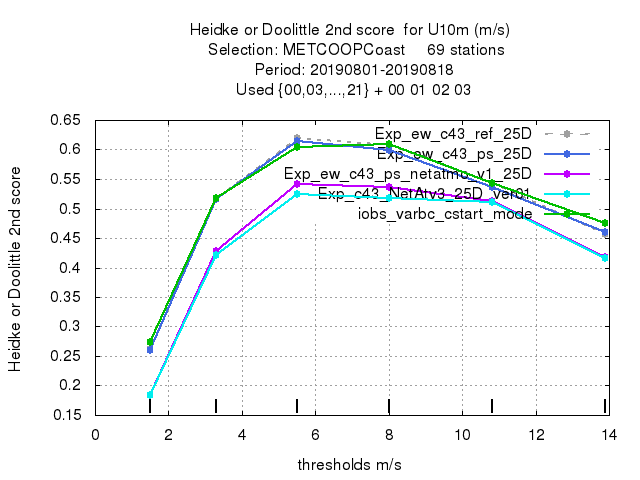 Heidke or Doolittle 2nd score for U10m (m/s)
Selection: METCOOPCoast 69 stations
Period: 20190801-20190818
Used {00,03,...,21} + 00 01 02 03
Exp_ew_c43_ref_25D
Exp_ew_c43_ps_25D
Exp_ew_c43_ps_netatmo_v1_25D
Exp_c43_NetAtv3_25D_ver01
iobs_varbc_cstart_mode
Heidke or Doolittle 2nd score
0.65
0.6
0.55
0.5
0.45
0.4
0.35
0.3
0.25
0.2
0.15
0 2 4 6 8 10 12 14
thresholds m/s